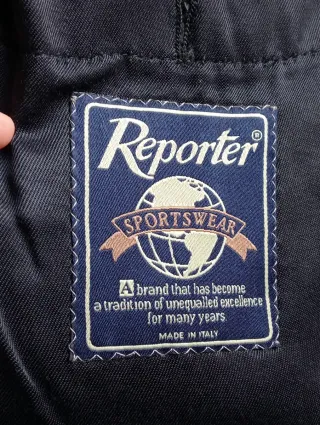 Reporter®
SPORTSWEAR
A brand that has become
a tradition of unequalled excellence
for many years
MADE IN ITALY